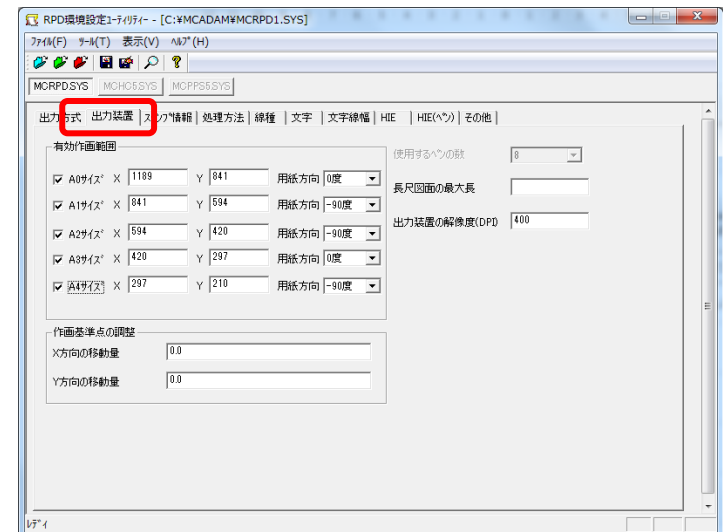 RPD環境設定ﾕｰﾃｨﾘﾃｨｰ - [C:¥MCADAM¥MCRPD1.SYS]
ﾌｧｲﾙ(F) ﾂｰﾙ(T) 表示(V) ﾍﾙﾌﾟ(H)
MCRPD.SYS MCHC5.SYS MCPPS5.SYS
出力方式 出力装置 ｽﾀﾝﾌﾟ情報 処理方法 線種 文字 文字線幅 HIE HIE(ﾍﾟﾝ) その他
有効作画範囲
A0ｻｲｽﾞ X 1189 Y 841 用紙方向 0度
A1ｻｲｽﾞ X 841 Y 594 用紙方向 -90度
A2ｻｲｽﾞ X 594 Y 420 用紙方向 -90度
A3ｻｲｽﾞ X 420 Y 297 用紙方向 0度
A4ｻｲｽﾞ X 297 Y 210 用紙方向 -90度
使用するﾍﾟﾝの数 8
長尺図面の最大長
出力装置の解像度(DPI) 400
作画基準点の調整
X方向の移動量 0.0
Y方向の移動量 0.0
ﾚﾃﾞｨ